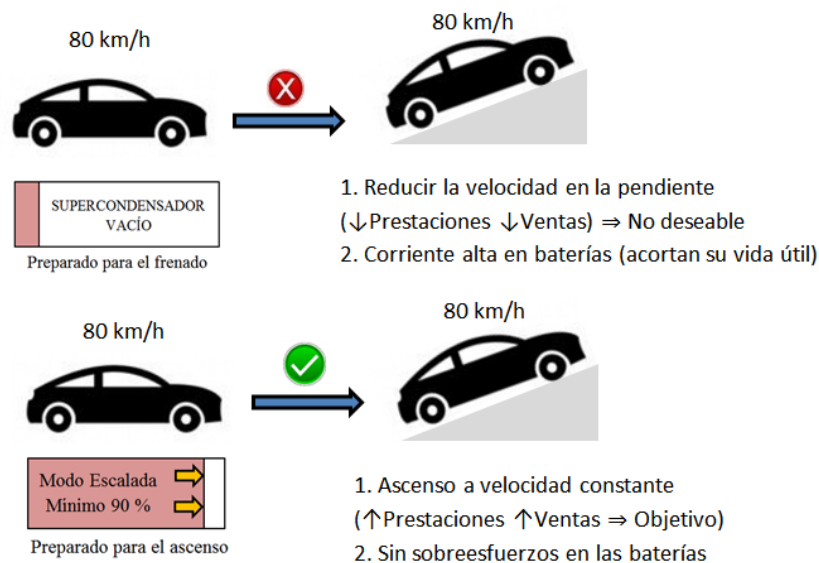 80 km/h
80 km/h
X
SUPERCONDENSADOR
VACÍO
Preparado para el frenado
1. Reducir la velocidad en la pendiente
(↓Prestaciones ↓Ventas) ⇒ No deseable
2. Corriente alta en baterías (acortan su vida útil)
80 km/h
80 km/h
Modo Escalada
Minimo 90 %
Preparado para el ascenso
1. Ascenso a velocidad constante
(↑Prestaciones ↑Ventas ⇒ Objetivo)
2. Sin sobreesfuerzos en las baterías